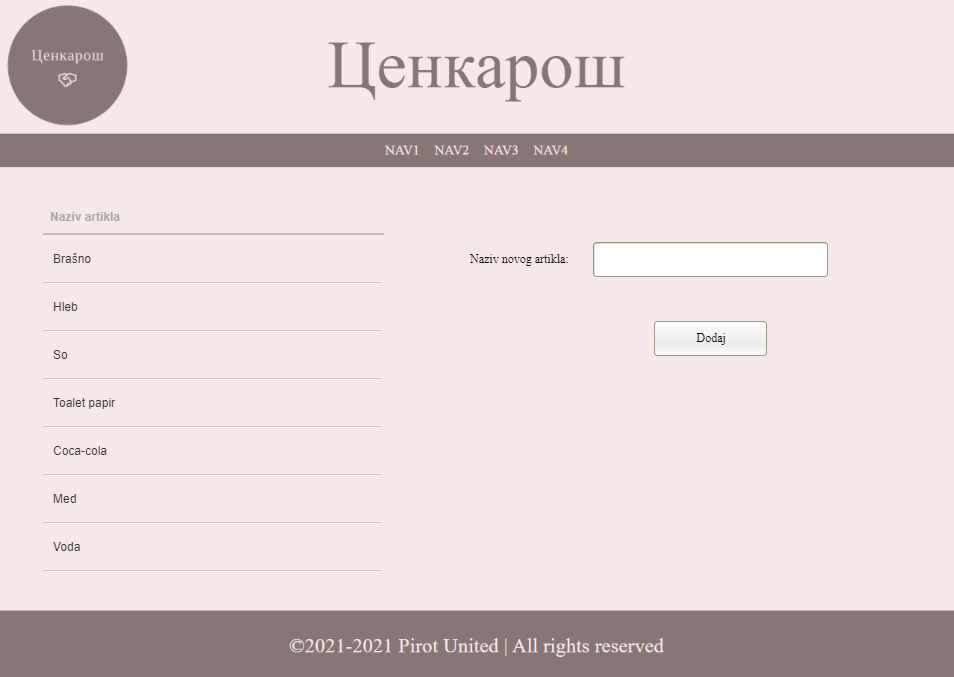 Ценкарош
Ценкарош
NAV1 NAV2 NAV3 NAV4
Naziv artikla
Brašno
Hleb
So
Toalet papir
Coca-cola
Med
Voda
Naziv novog artikla:
Dodaj
©2021-2021 Pirot United | All rights reserved